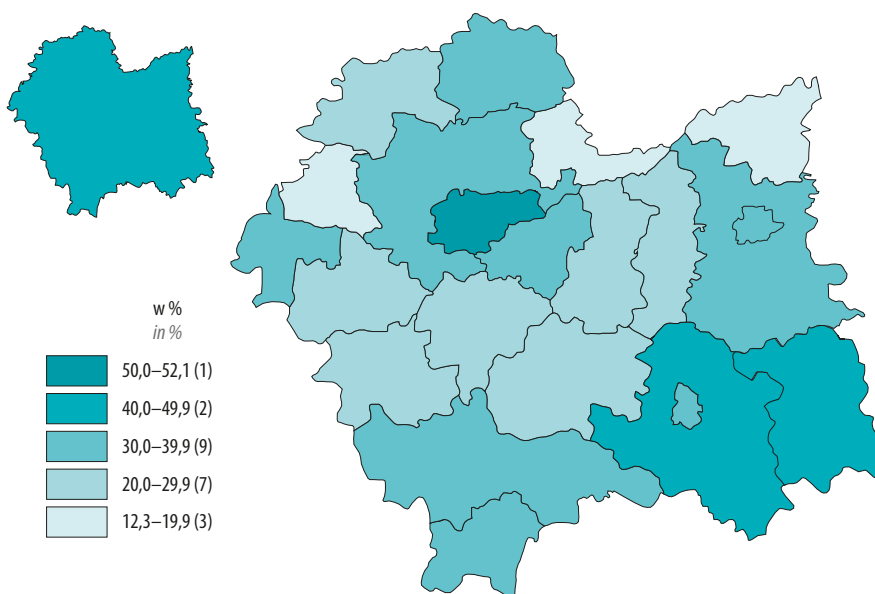 w %
in %
50,0–52,1 (1)
40,0–49,9 (2)
30,0–39,9 (9)
20,0–29,9 (7)
12,3–19,9 (3)